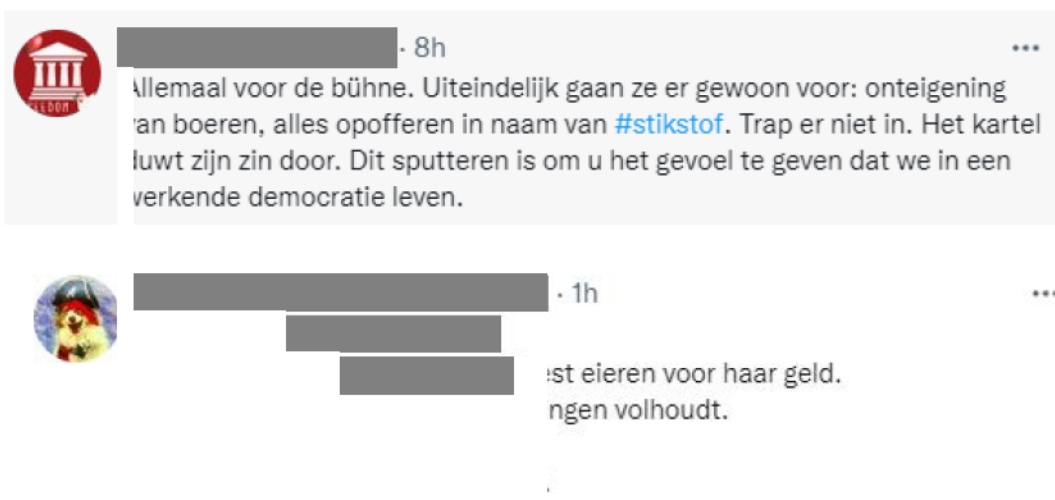 · 8h
Allemaal voor de bühne. Uiteindelijk gaan ze er gewoon voor: onteigening
van boeren, alles opofferen in naam van #stikstof. Trap er niet in. Het kartel
duwt zijn zin door. Dit sputteren is om u het gevoel te geven dat we in een
werkende democratie leven.
· 1h
eieren voor haar geld.
volhoudt.